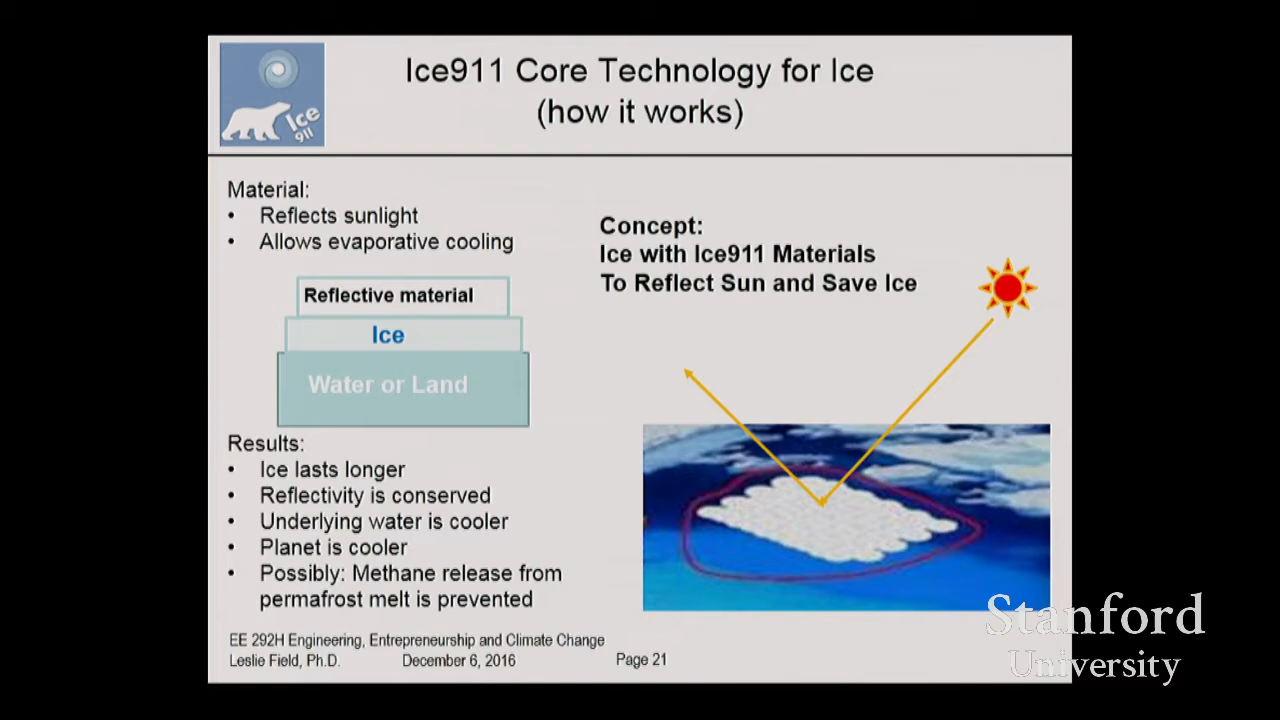 Ice911 Core Technology for Ice
(how it works)
Ice
911
Material:
• Reflects sunlight
• Allows evaporative cooling
Reflective material
Ice
Water or Land
Results:
• Ice lasts longer
• Reflectivity is conserved
• Underlying water is cooler
• Planet is cooler
• Possibly: Methane release from
permafrost melt is prevented
Concept:
Ice with Ice911 Materials
To Reflect Sun and Save Ice
EE 292H Engineering, Entrepreneurship and Climate Change
Leslie Field, Ph.D. December 6, 2016 Page 21
Stanford
University